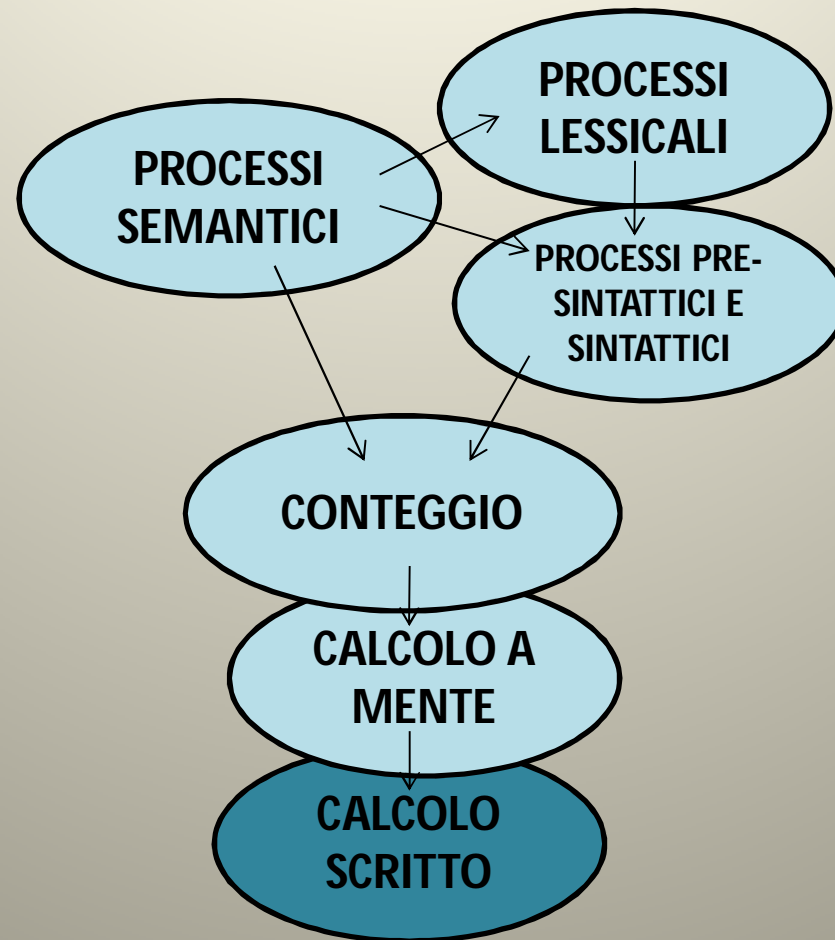 PROCESSI
LESSICALI
PROCESSI
SEMANTICI
PROCESSI PRE-
SINTATTICI E
SINTATTICI
CONTEGGIO
CALCOLO A
MENTE
CALCOLO
SCRITTO